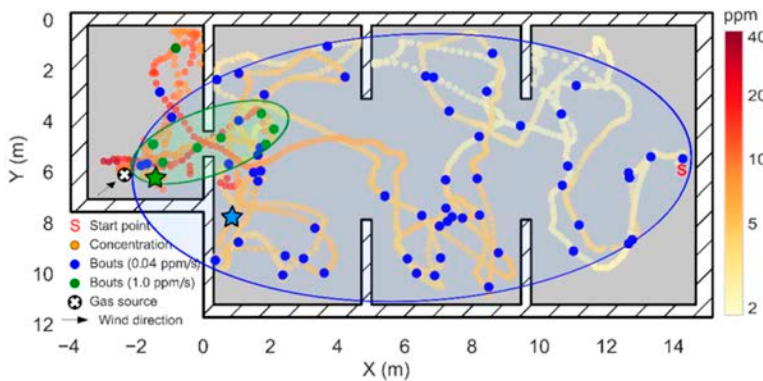 0
2
4
6
8
10
12
Y (m)
-4
-2
0
2
4
6
8
10
12
14
X (m)
S
S Start point
Concentration
Bouts (0.04 ppm/s)
Bouts (1.0 ppm/s)
Gas source
Wind direction
ppm
40
20
10
5
2